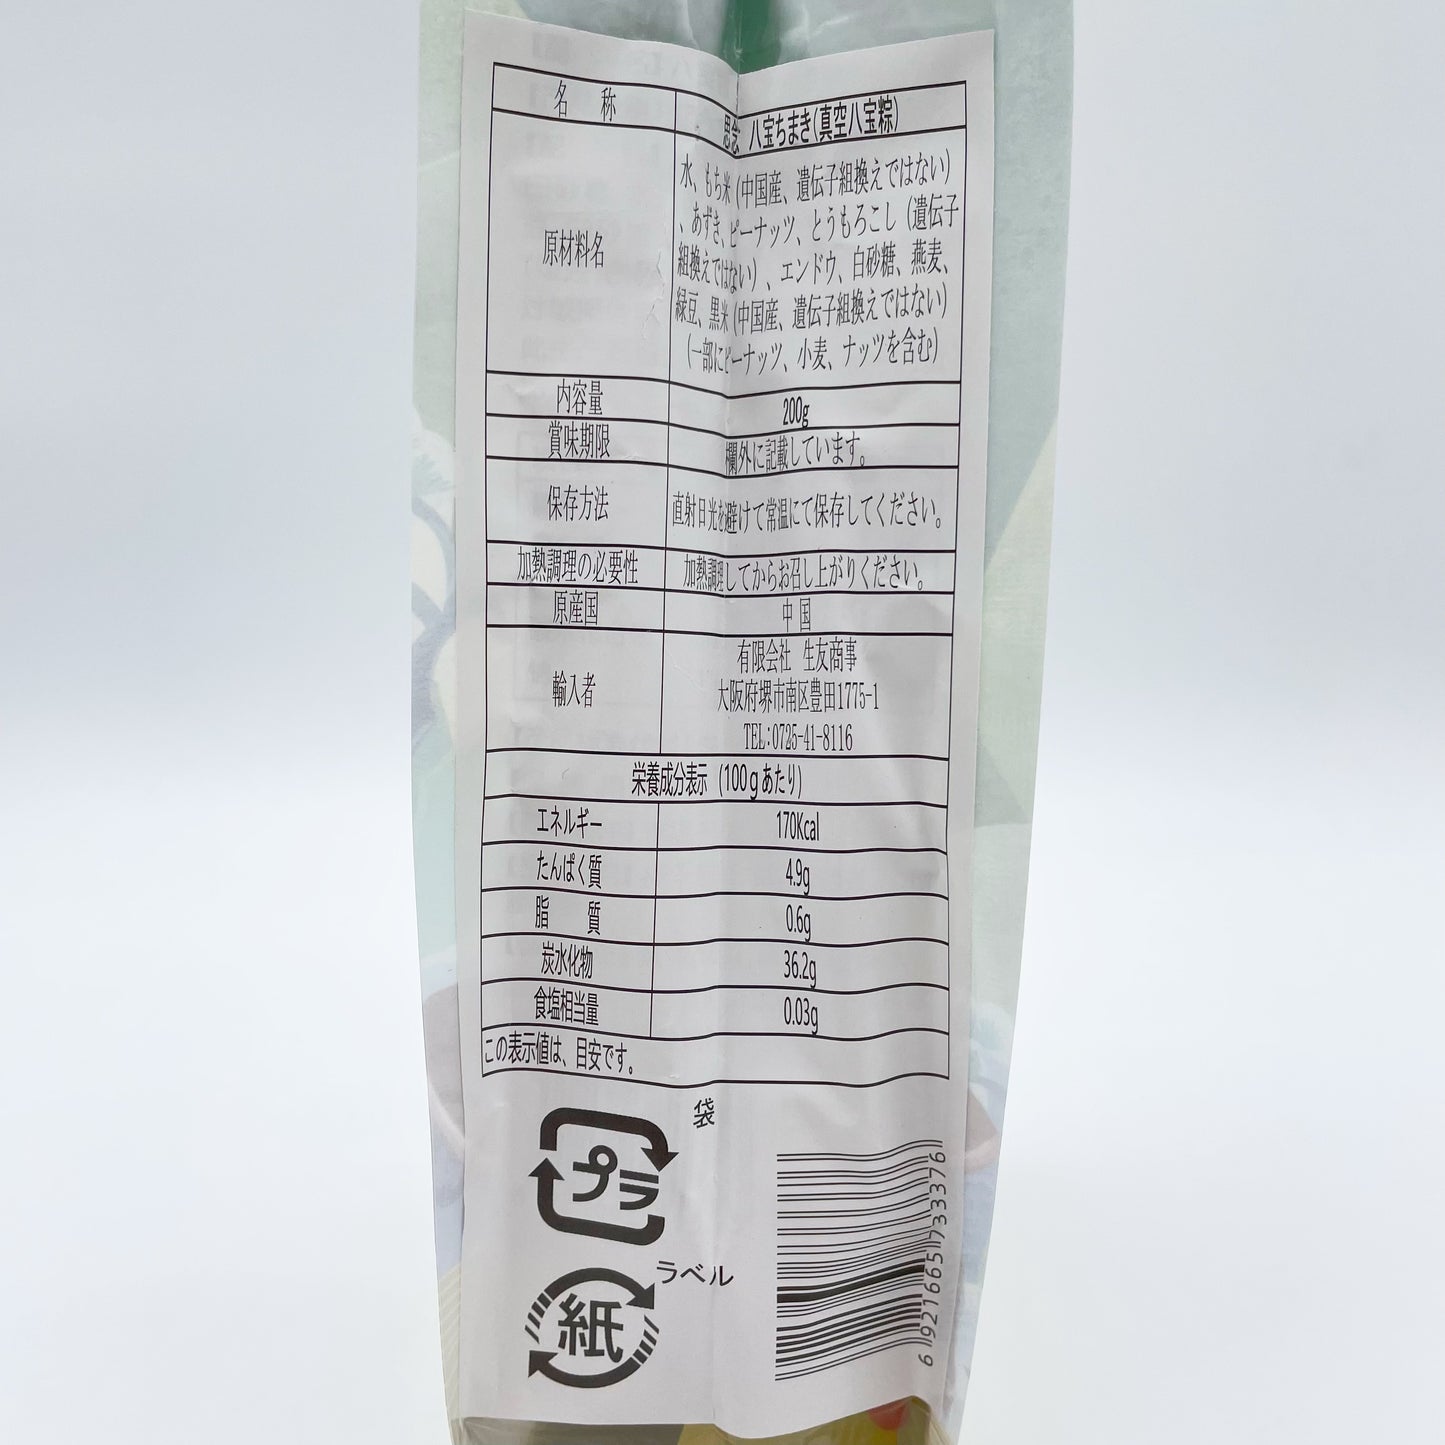 名 称 思念 八宝ちまき(真空八宝粽)
原材料名
水、もち米(中国産、遺伝子組換えではない)
、あずき、ピーナッツ、とうもろこし(遺伝子
組換えではない)、エンドウ、白砂糖、燕麦、
緑豆、黒米(中国産、遺伝子組換えではない)
(一部にピーナッツ、小麦、ナッツを含む)
内容量 200g
賞味期限 欄外に記載しています。
保存方法 直射日光を避けて常温にて保存してください。
加熱調理の必要性 加熱調理してからお召し上がりください。
原産国 中国
輸入者
有限会社 生友商事
大阪府堺市南区豊田1775-1
TEL:0725-41-8116
栄養成分表示 (100gあたり)
エネルギー 170Kcal
たんぱく質 4.9g
脂 質 0.6g
炭水化物 36.2g
食塩相当量 0.03g
この表示値は、目安です。
袋
プラ
ラベル
紙
6 921665 733376